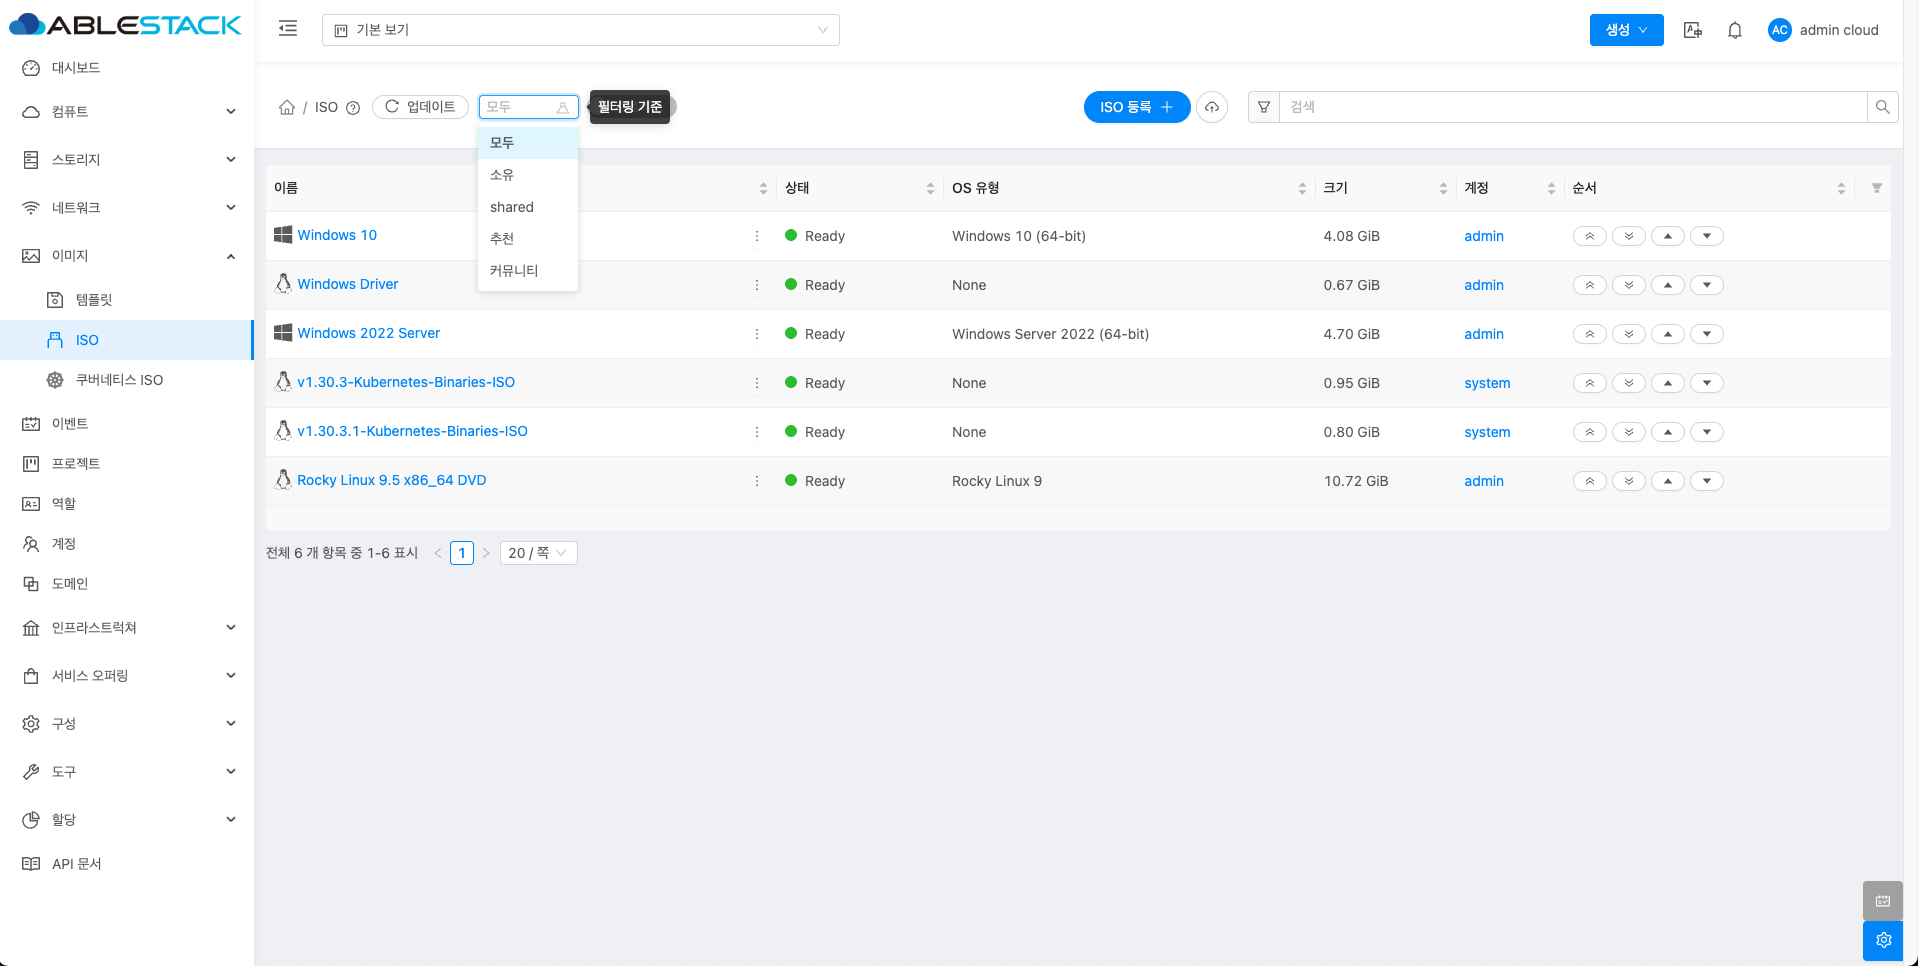 ABLESTACK
대시보드
컴퓨트
스토리지
네트워크
이미지
템플릿
ISO
쿠버네티스 ISO
이벤트
프로젝트
역할
계정
도메인
인프라스트럭쳐
서비스 오퍼링
구성
도구
할당
API 문서
기본 보기
생성
AC admin cloud
/ ISO 업데이트 모두 필터링 기준
ISO 등록 검색
모두
소유
shared
추천
커뮤니티
이름 상태 OS 유형 크기 계정 순서
Windows 10 Ready Windows 10 (64-bit) 4.08 GiB admin
Windows Driver Ready None 0.67 GiB admin
Windows 2022 Server Ready Windows Server 2022 (64-bit) 4.70 GiB admin
v1.30.3-Kubernetes-Binaries-ISO Ready None 0.95 GiB system
v1.30.3.1-Kubernetes-Binaries-ISO Ready None 0.80 GiB system
Rocky Linux 9.5 x86_64 DVD Ready Rocky Linux 9 10.72 GiB admin
전체 6 개 항목 중 1-6 표시 1 20 / 쪽